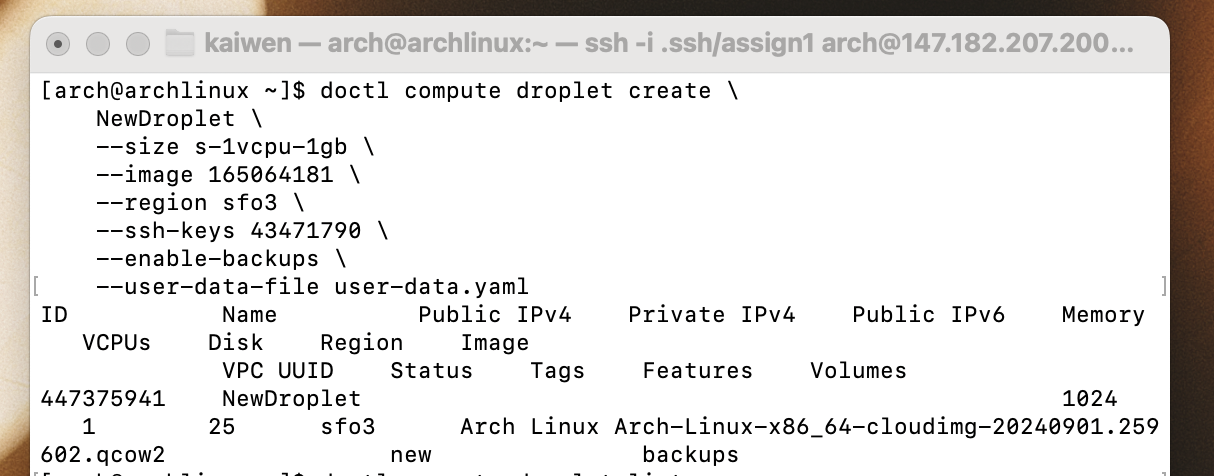 kaiwen — arch@archlinux:~ — ssh -i .ssh/assign1 arch@147.182.207.200...
[arch@archlinux ~]$ doctl compute droplet create \
    NewDroplet \
    --size s-1vcpu-1gb \
    --image 165064181 \
    --region sfo3 \
    --ssh-keys 43471790 \
    --enable-backups \
[    --user-data-file user-data.yaml ]
ID           Name          Public IPv4    Private IPv4    Public IPv6    Memory
   VCPUs    Disk    Region    Image
             VPC UUID    Status    Tags    Features    Volumes
447375941    NewDroplet                                                  1024
   1        25      sfo3      Arch Linux Arch-Linux-x86_64-cloudimg-20240901.259
602.qcow2                new               backups